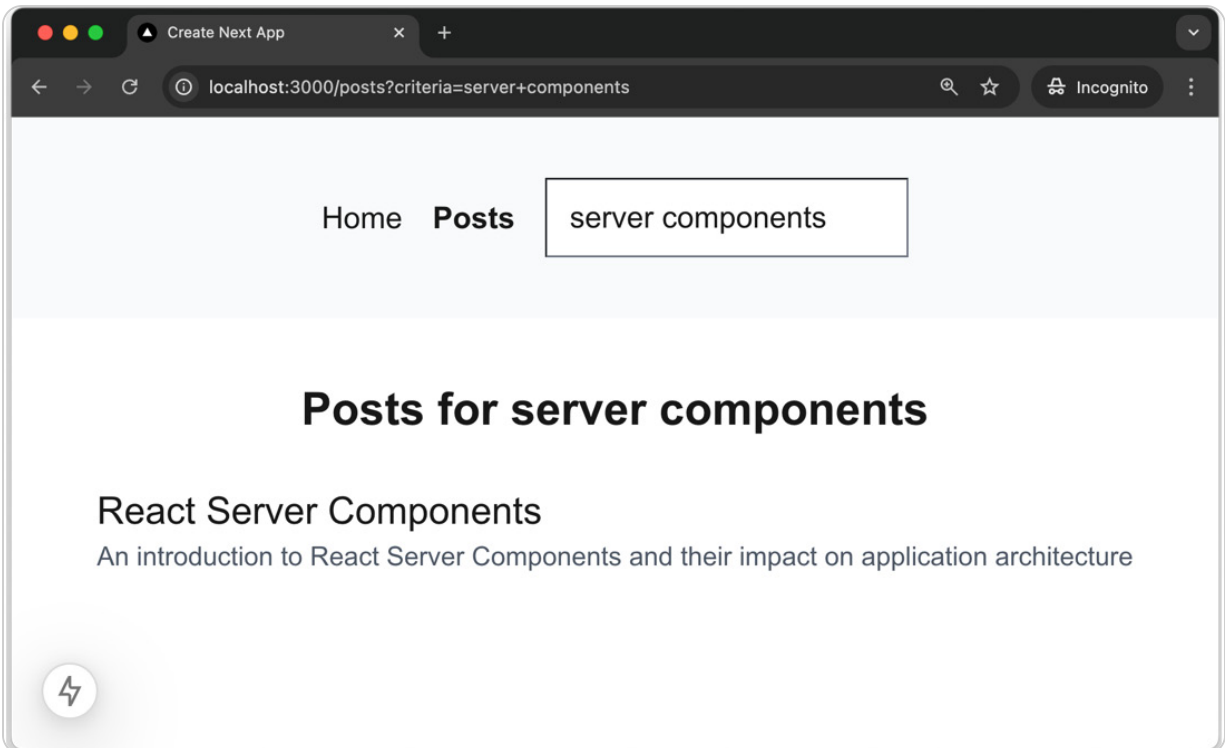 Create Next App
localhost:3000/posts?criteria=server+components
Incognito
Home Posts server components
Posts for server components
React Server Components
An introduction to React Server Components and their impact on application architecture